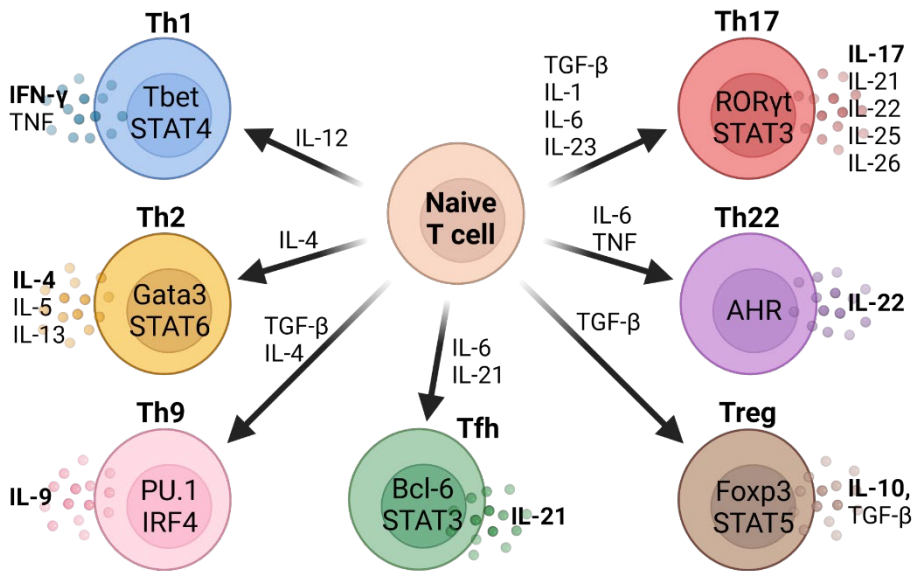 Th1
IFN-γ
TNF
Tbet
STAT4
IL-12
Th17
TGF-β
IL-1
IL-6
IL-23
RORγt
STAT3
IL-17
IL-21
IL-22
IL-25
IL-26
Naive
T cell
Th2
IL-4
IL-5
IL-13
Gata3
STAT6
IL-4
Th22
IL-6
TNF
AHR
IL-22
Th9
TGF-β
IL-4
IL-9
PU.1
IRF4
Tfh
IL-6
IL-21
Bcl-6
STAT3
IL-21
Treg
TGF-β
Foxp3
STAT5
IL-10,
TGF-β